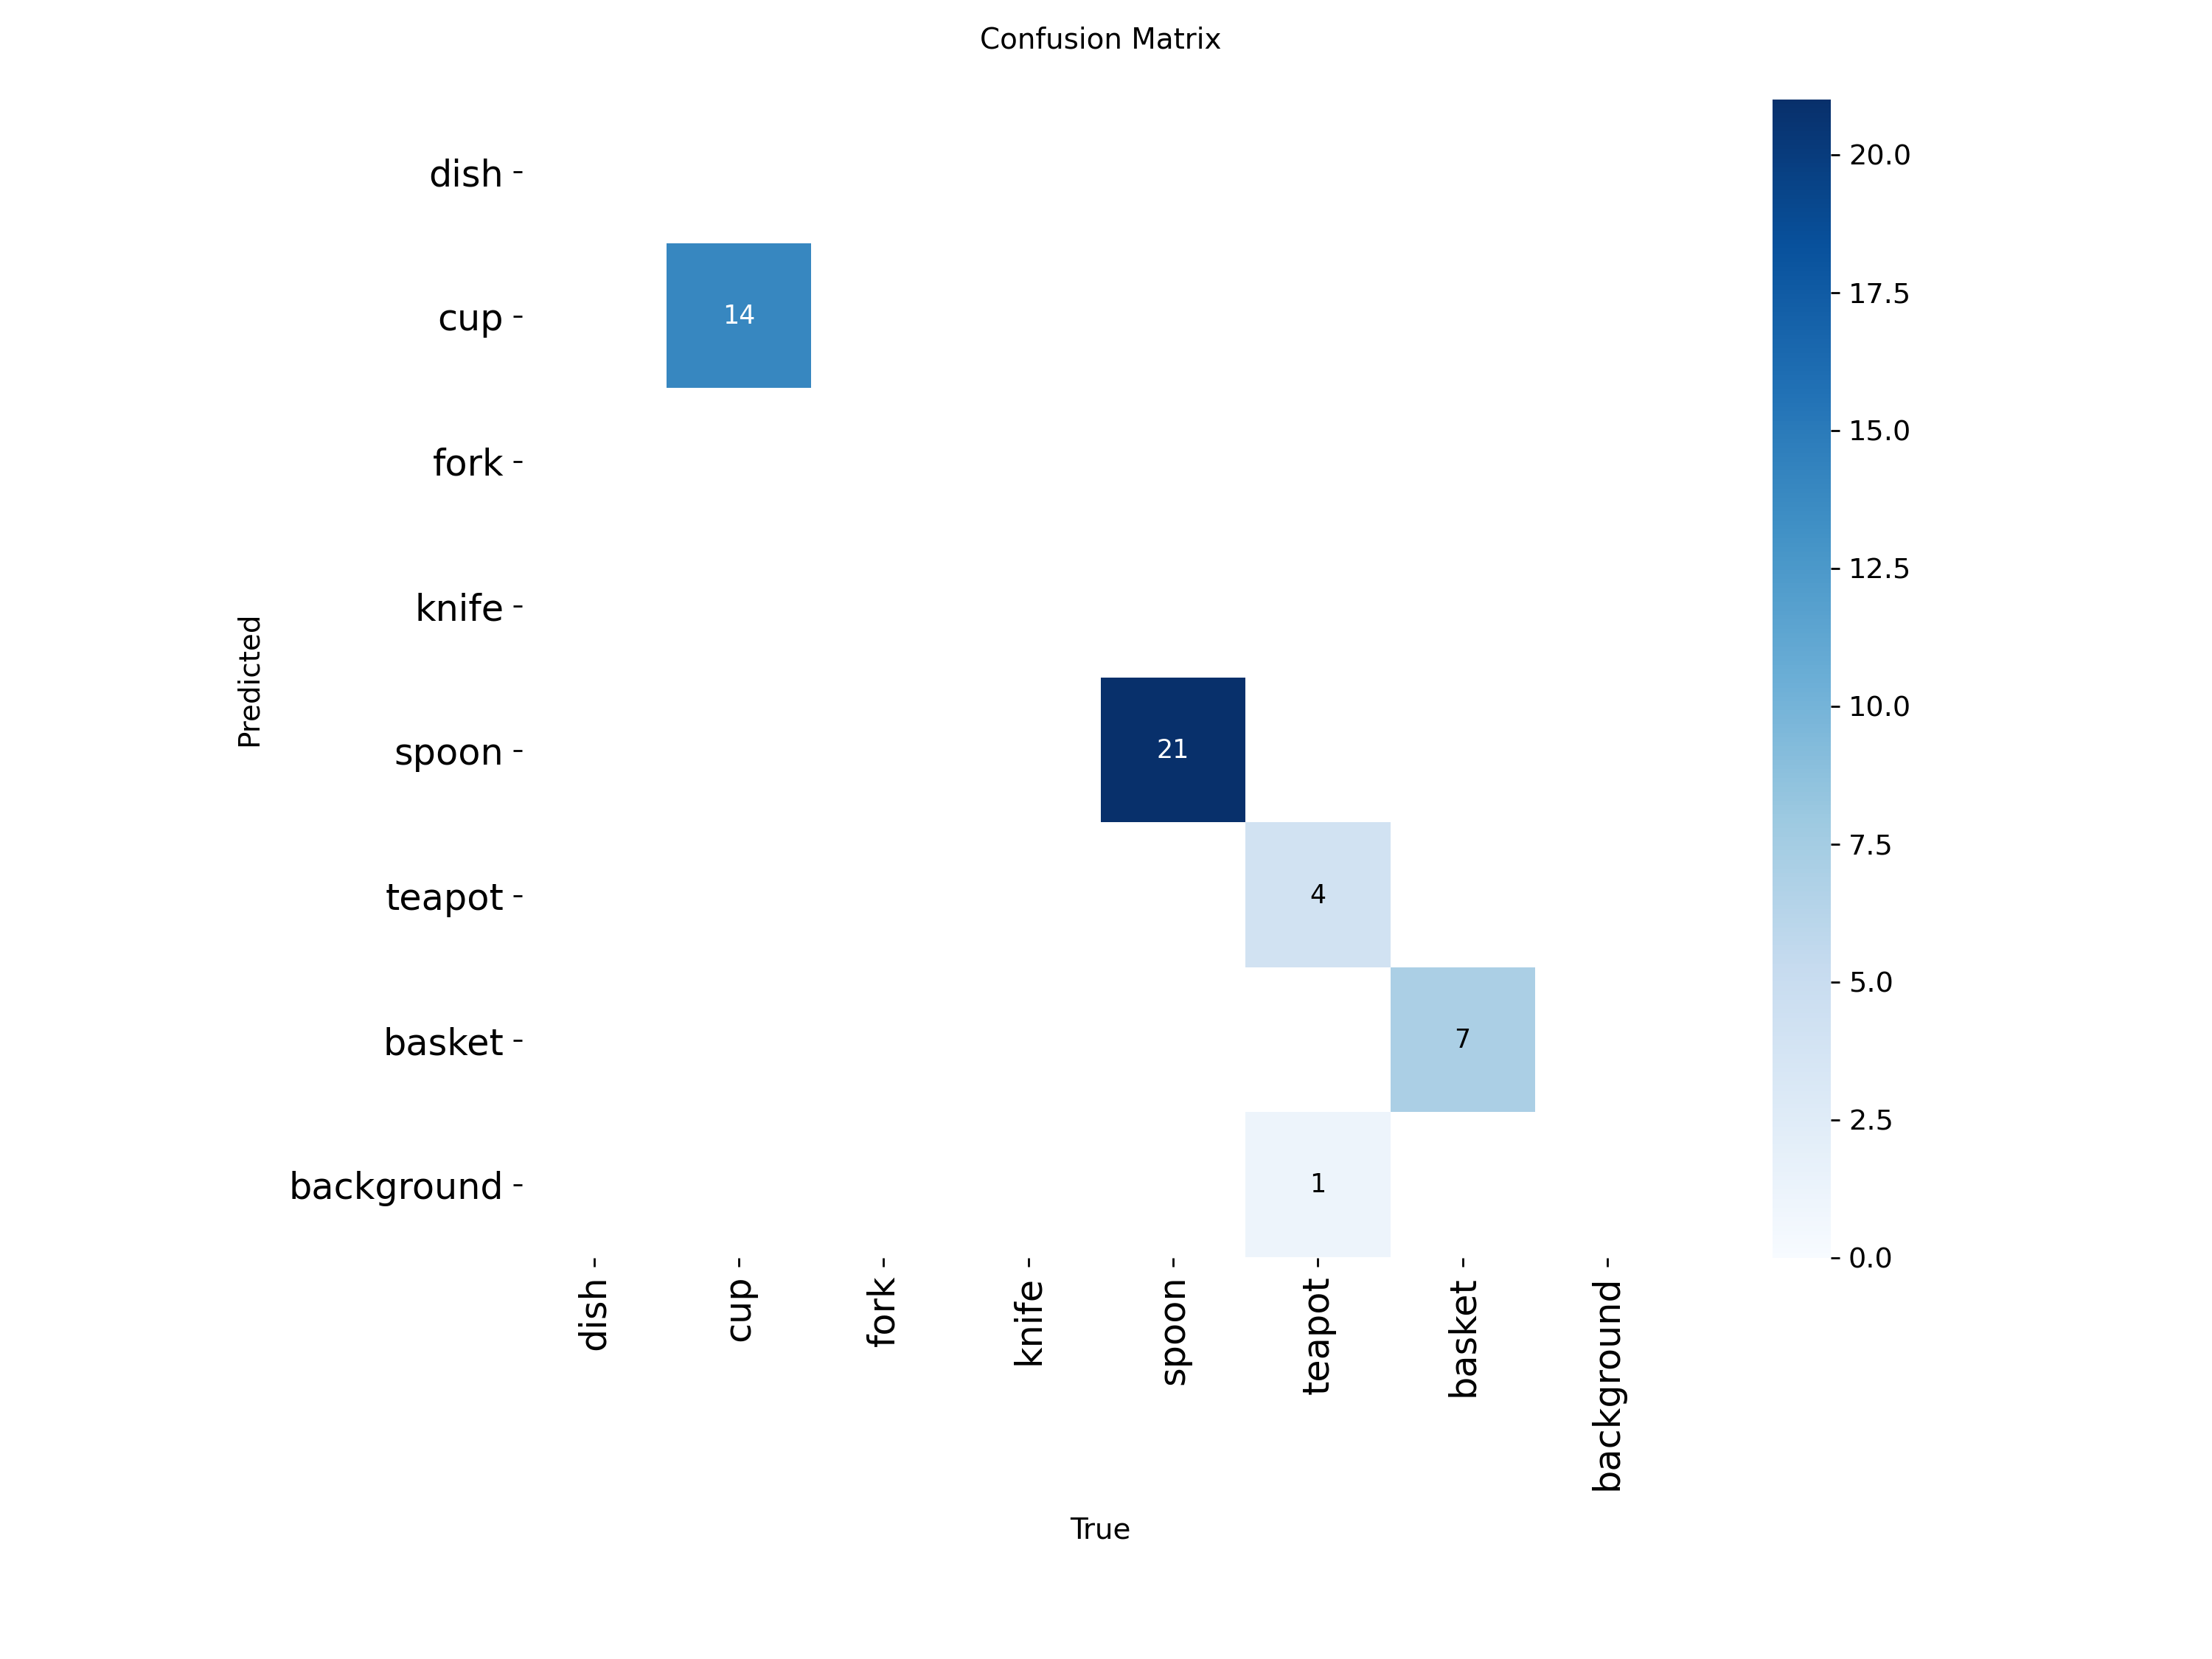 Confusion Matrix
dish
cup
fork
knife
spoon
teapot
basket
background
Predicted
14
21
4
7
1
dish
cup
fork
knife
spoon
teapot
basket
background
True
20.0
17.5
15.0
12.5
10.0
7.5
5.0
2.5
0.0